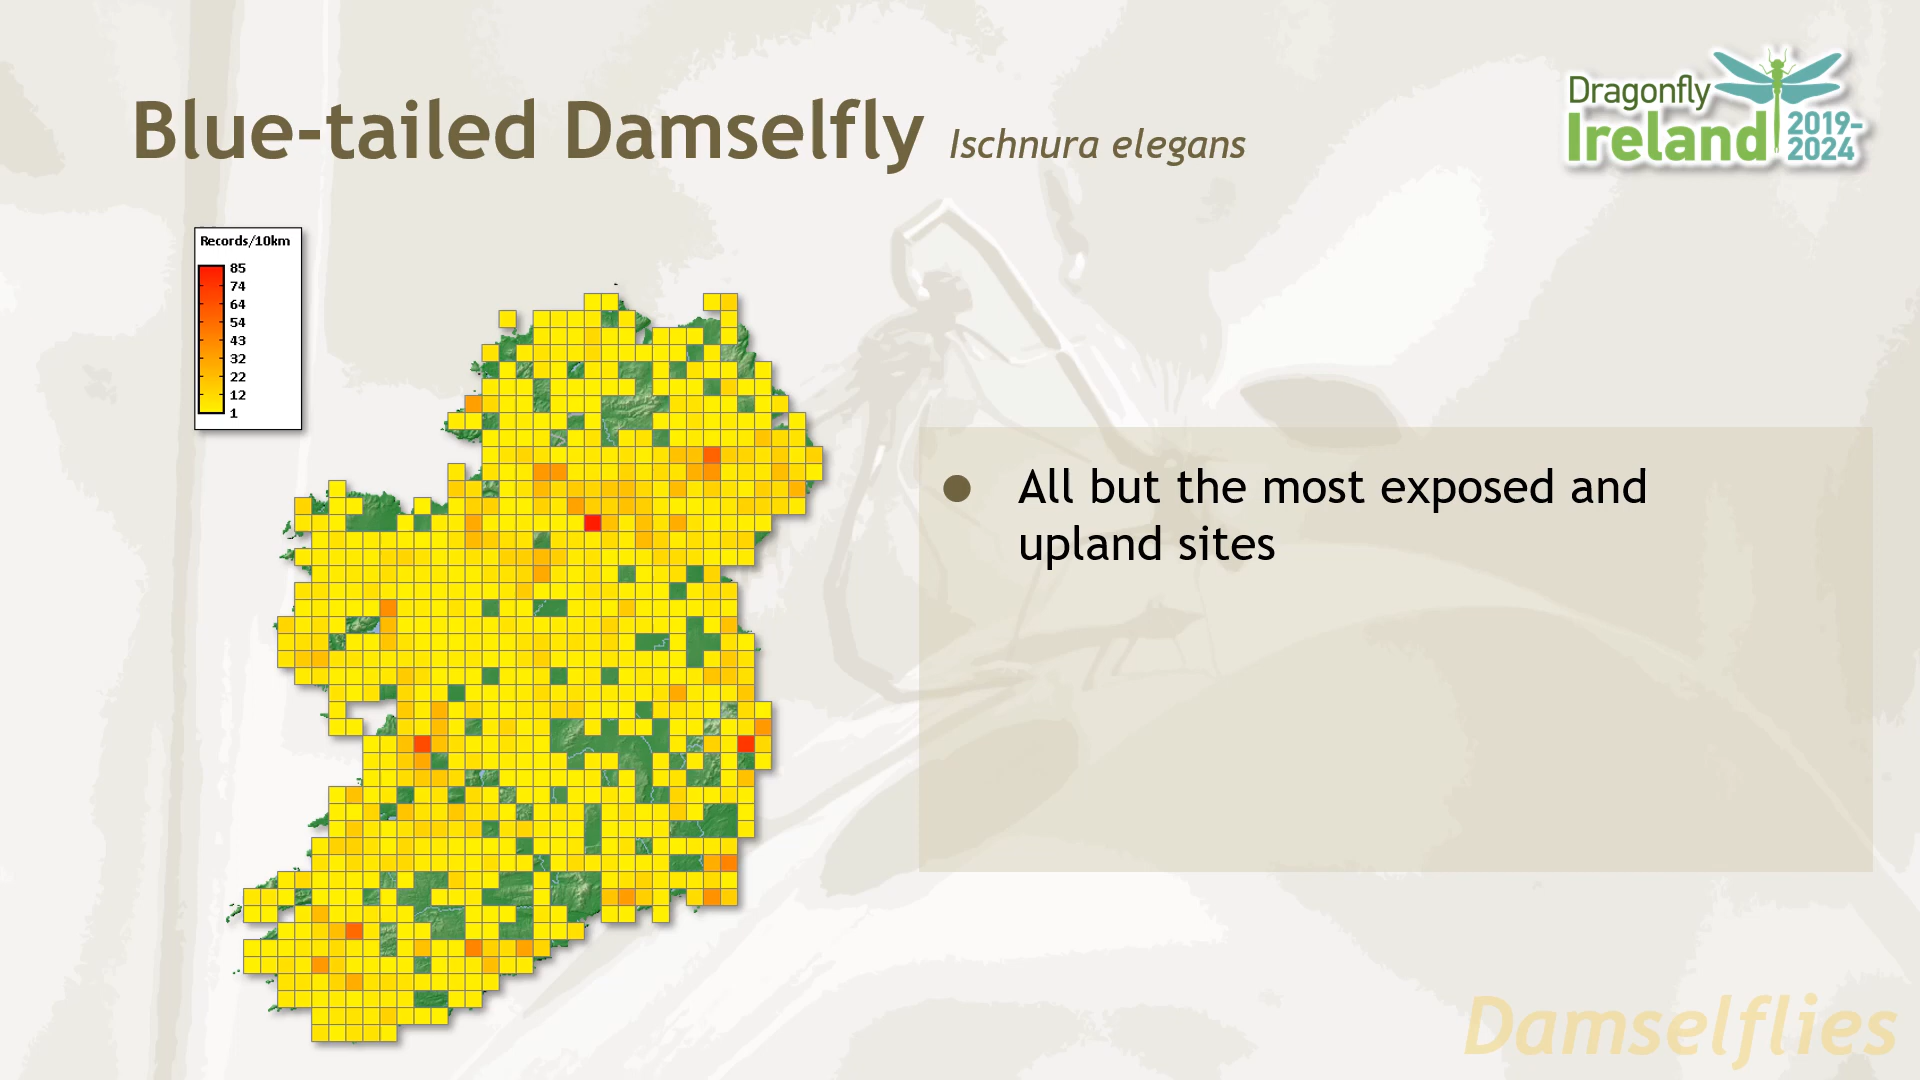 Blue-tailed Damselfly Ischnura elegans
Dragonfly
Ireland 2019-
2024
Records/10km
85
74
64
54
43
32
22
12
1
● All but the most exposed and
upland sites
Damselflies